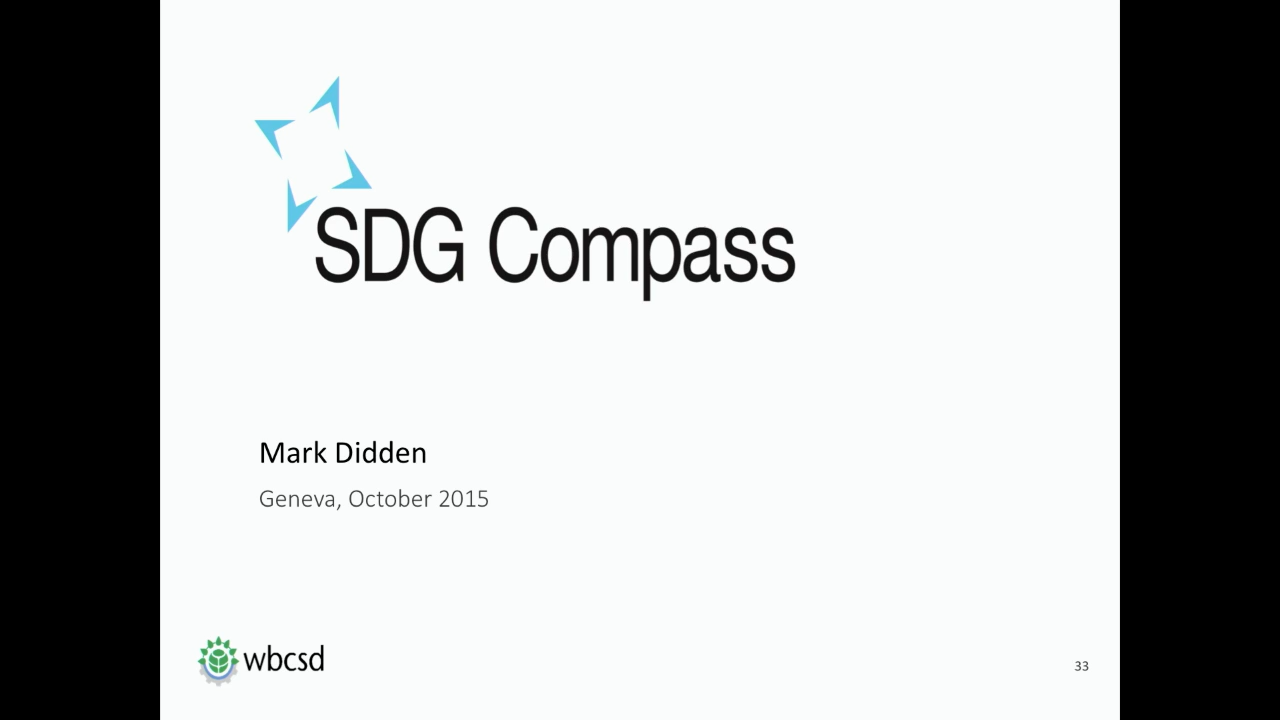 SDG Compass
Mark Didden
Geneva, October 2015
wbcsd
33